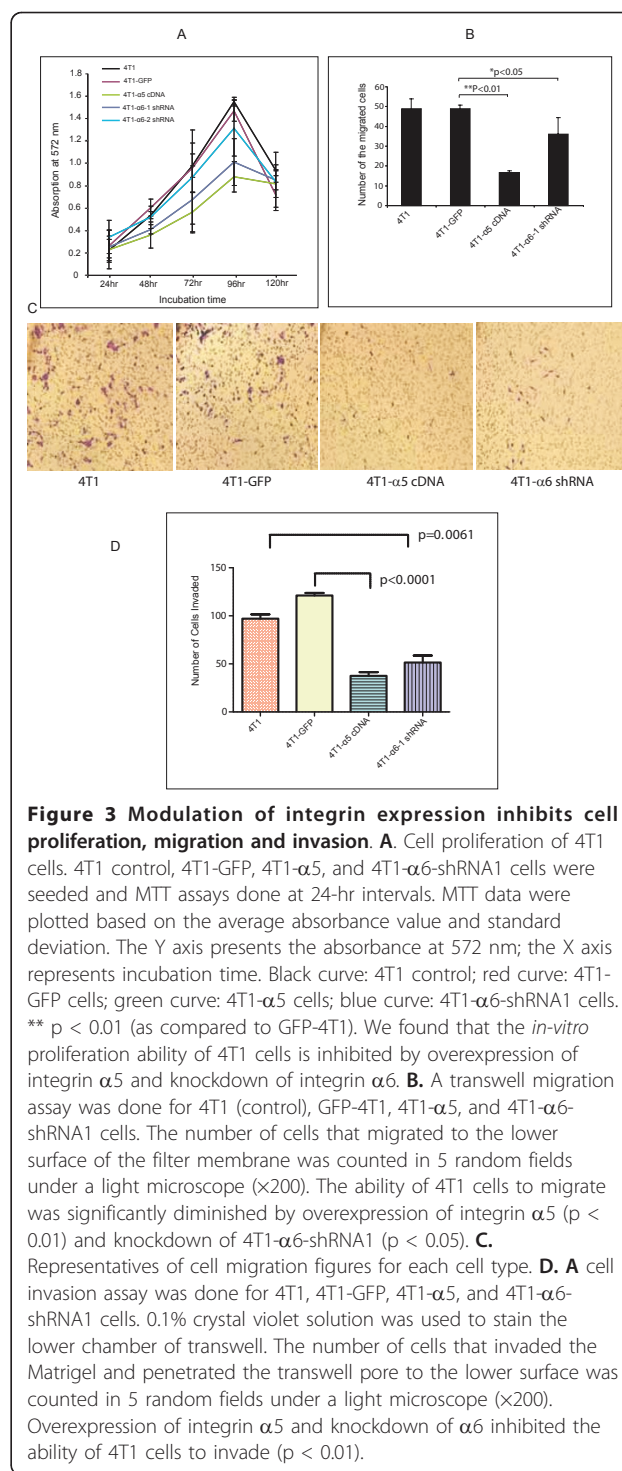 A
4T1
4T1-GFP
4T1-α5 cDNA
4T1-α6-1 shRNA
4T1-α6-2 shRNA
1.8
1.6
1.4
1.2
1.0
0.8
0.6
0.4
0.2
0
Absorption at 572 nm
24hr 48hr 72hr 96hr 120hr
Incubation time
B
*p<0.05
**P<0.01
60
50
40
30
20
10
0
Number of the migrated cells
4T1 4T1-GFP 4T1-α5 cDNA 4T1-α6-1 shRNA
C
4T1 4T1-GFP 4T1-α5 cDNA 4T1-α6 shRNA
D
p=0.0061
p<0.0001
150
100
50
0
Number of Cells Invaded
4T1 4T1-GFP 4T1-α5 cDNA 4T1-α6-1 shRNA
Figure 3 Modulation of integrin expression inhibits cell
proliferation, migration and invasion. A. Cell proliferation of 4T1
cells. 4T1 control, 4T1-GFP, 4T1-α5, and 4T1-α6-shRNA1 cells were
seeded and MTT assays done at 24-hr intervals. MTT data were
plotted based on the average absorbance value and standard
deviation. The Y axis presents the absorbance at 572 nm; the X axis
represents incubation time. Black curve: 4T1 control; red curve: 4T1-
GFP cells; green curve: 4T1-α5 cells; blue curve: 4T1-α6-shRNA1 cells.
** p < 0.01 (as compared to GFP-4T1). We found that the in-vitro
proliferation ability of 4T1 cells is inhibited by overexpression of
integrin α5 and knockdown of integrin α6. B. A transwell migration
assay was done for 4T1 (control), GFP-4T1, 4T1-α5, and 4T1-α6-
shRNA1 cells. The number of cells that migrated to the lower
surface of the filter membrane was counted in 5 random fields
under a light microscope (×200). The ability of 4T1 cells to migrate
was significantly diminished by overexpression of integrin α5 (p <
0.01) and knockdown of 4T1-α6-shRNA1 (p < 0.05). C.
Representatives of cell migration figures for each cell type. D. A cell
invasion assay was done for 4T1, 4T1-GFP, 4T1-α5, and 4T1-α6-
shRNA1 cells. 0.1% crystal violet solution was used to stain the
lower chamber of transwell. The number of cells that invaded the
Matrigel and penetrated the transwell pore to the lower surface was
counted in 5 random fields under a light microscope (×200).
Overexpression of integrin α5 and knockdown of α6 inhibited the
ability of 4T1 cells to invade (p < 0.01).